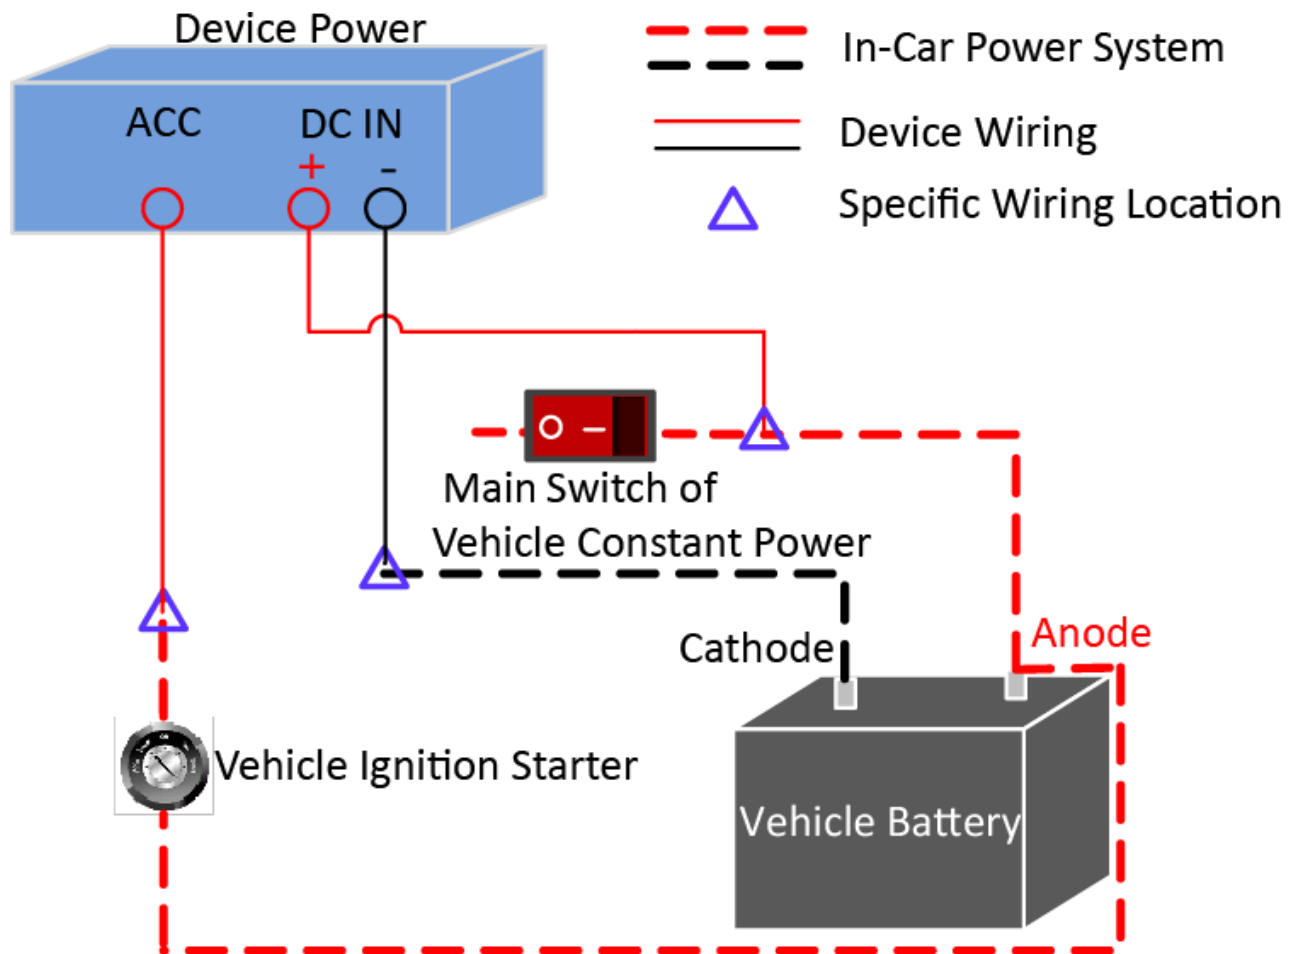 Device Power
In-Car Power System
ACC
DC IN
+
-
Device Wiring
Specific Wiring Location
Main Switch of
Vehicle Constant Power
Cathode
Anode
Vehicle Ignition Starter
Vehicle Battery